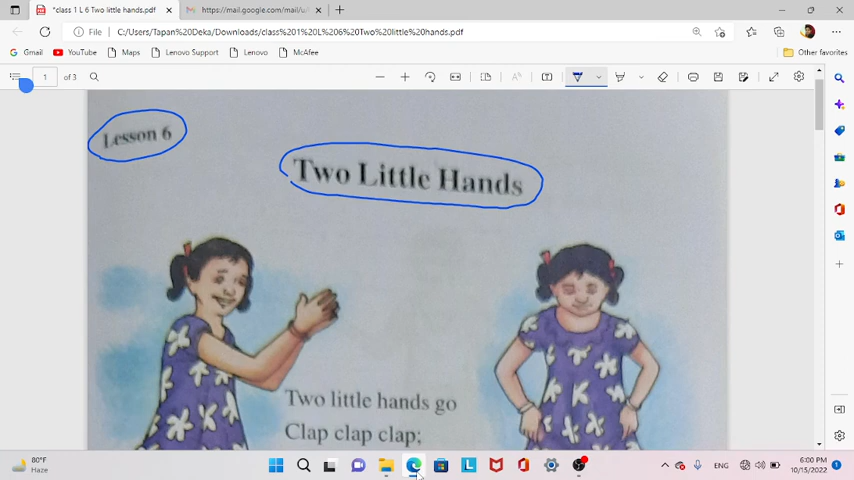 *class 1 L 6 Two little hands.pdf
https://mail.google.com/mail/u/
File
C:/Users/Tapan%20Deka/Downloads/class%201%20L%206%20Two%20little%20hands.pdf
Gmail
YouTube
Maps
Lenovo Support
Lenovo
McAfee
Other favorites
1
of 3
Lesson 6
Two Little Hands
Two little hands go
Clap clap clap;
80°F
Haze
ENG
6:00 PM
10/15/2022